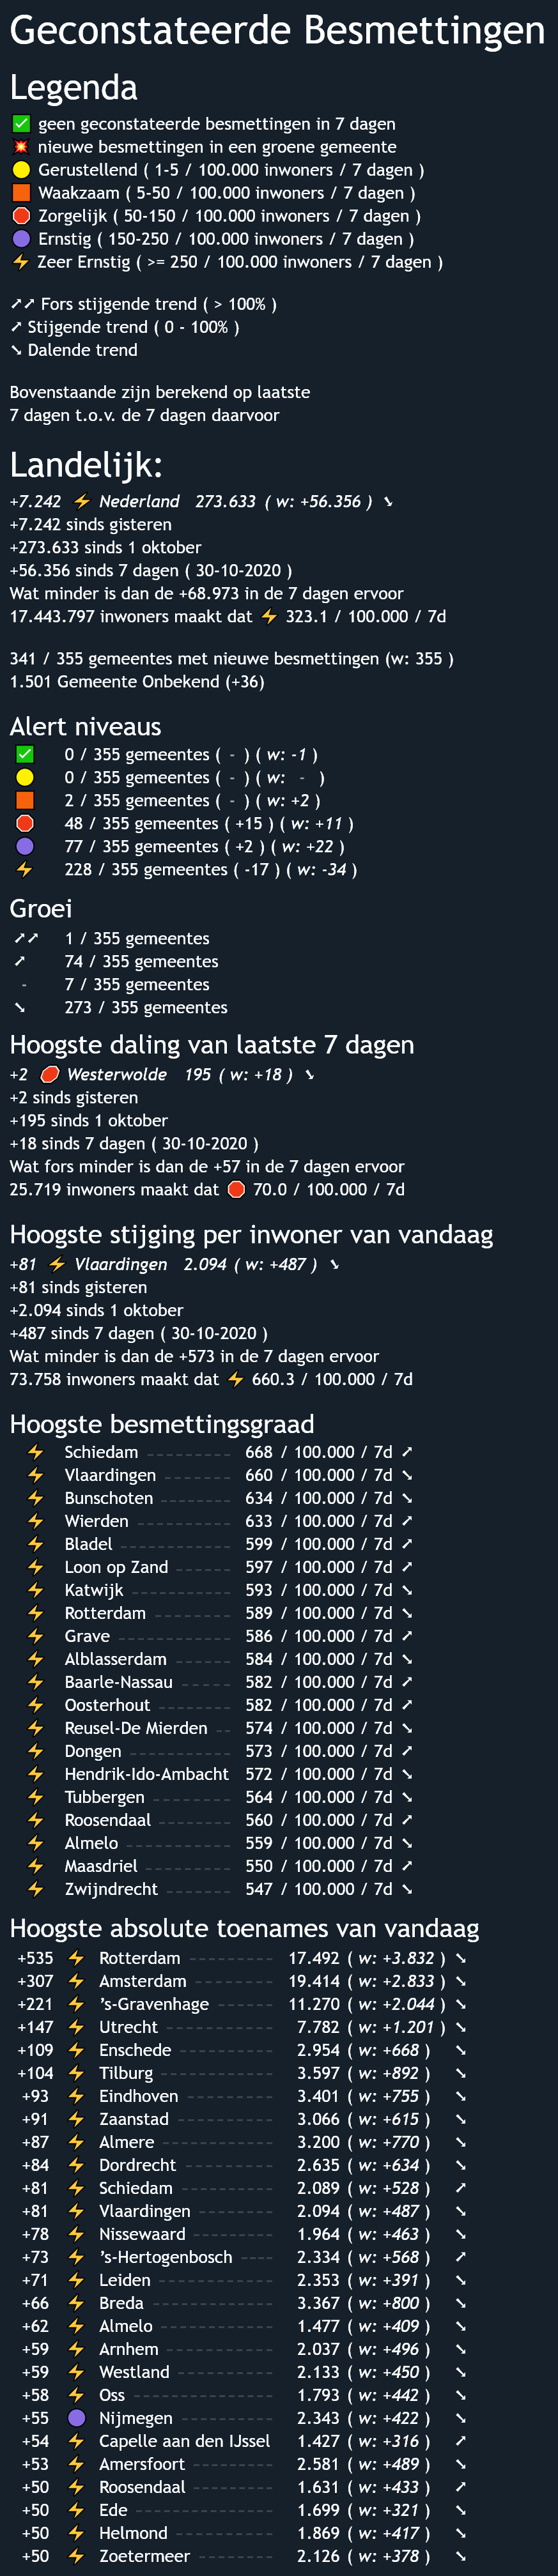 Geconstateerde Besmettingen
Legenda
✅ geen geconstateerde besmettingen in 7 dagen
💥 nieuwe besmettingen in een groene gemeente
🟡 Gerustellend ( 1-5 / 100.000 inwoners / 7 dagen )
🟧 Waakzaam ( 5-50 / 100.000 inwoners / 7 dagen )
🛑 Zorgelijk ( 50-150 / 100.000 inwoners / 7 dagen )
🟣 Ernstig ( 150-250 / 100.000 inwoners / 7 dagen )
⚡ Zeer Ernstig ( >= 250 / 100.000 inwoners / 7 dagen )
➚➚ Fors stijgende trend ( > 100% )
➚ Stijgende trend ( 0 - 100% )
➘ Dalende trend
Bovenstaande zijn berekend op laatste
7 dagen t.o.v. de 7 dagen daarvoor
Landelijk:
+7.242 ⚡ Nederland 273.633 ( w: +56.356 ) ➘
+7.242 sinds gisteren
+273.633 sinds 1 oktober
+56.356 sinds 7 dagen ( 30-10-2020 )
Wat minder is dan de +68.973 in de 7 dagen ervoor
17.443.797 inwoners maakt dat ⚡ 323.1 / 100.000 / 7d
341 / 355 gemeentes met nieuwe besmettingen (w: 355 )
1.501 Gemeente Onbekend (+36)
Alert niveaus
✅ 0 / 355 gemeentes ( - ) ( w: -1 )
🟡 0 / 355 gemeentes ( - ) ( w: - )
🟧 2 / 355 gemeentes ( - ) ( w: +2 )
🛑 48 / 355 gemeentes ( +15 ) ( w: +11 )
🟣 77 / 355 gemeentes ( +2 ) ( w: +22 )
⚡ 228 / 355 gemeentes ( -17 ) ( w: -34 )
Groei
➚➚ 1 / 355 gemeentes
➚ 74 / 355 gemeentes
- 7 / 355 gemeentes
➘ 273 / 355 gemeentes
Hoogste daling van laatste 7 dagen
+2 🛑 Westerwolde 195 ( w: +18 ) ➘
+2 sinds gisteren
+195 sinds 1 oktober
+18 sinds 7 dagen ( 30-10-2020 )
Wat fors minder is dan de +57 in de 7 dagen ervoor
25.719 inwoners maakt dat 🛑 70.0 / 100.000 / 7d
Hoogste stijging per inwoner van vandaag
+81 ⚡ Vlaardingen 2.094 ( w: +487 ) ➘
+81 sinds gisteren
+2.094 sinds 1 oktober
+487 sinds 7 dagen ( 30-10-2020 )
Wat minder is dan de +573 in de 7 dagen ervoor
73.758 inwoners maakt dat ⚡ 660.3 / 100.000 / 7d
Hoogste besmettingsgraad
⚡ Schiedam --------- 668 / 100.000 / 7d ➚
⚡ Vlaardingen ------- 660 / 100.000 / 7d ➘
⚡ Bunschoten ------- 634 / 100.000 / 7d ➘
⚡ Wierden ---------- 633 / 100.000 / 7d ➚
⚡ Bladel ------------ 599 / 100.000 / 7d ➚
⚡ Loon op Zand ------ 597 / 100.000 / 7d ➚
⚡ Katwijk ----------- 593 / 100.000 / 7d ➘
⚡ Rotterdam -------- 589 / 100.000 / 7d ➘
⚡ Grave ------------ 586 / 100.000 / 7d ➚
⚡ Alblasserdam ------ 584 / 100.000 / 7d ➘
⚡ Baarle-Nassau ----- 582 / 100.000 / 7d ➚
⚡ Oosterhout -------- 582 / 100.000 / 7d ➚
⚡ Reusel-De Mierden -- 574 / 100.000 / 7d ➘
⚡ Dongen ----------- 573 / 100.000 / 7d ➚
⚡ Hendrik-Ido-Ambacht 572 / 100.000 / 7d ➘
⚡ Tubbergen -------- 564 / 100.000 / 7d ➘
⚡ Roosendaal -------- 560 / 100.000 / 7d ➚
⚡ Almelo ----------- 559 / 100.000 / 7d ➘
⚡ Maasdriel --------- 550 / 100.000 / 7d ➚
⚡ Zwijndrecht ------- 547 / 100.000 / 7d ➘
Hoogste absolute toenames van vandaag
+535 ⚡ Rotterdam --------- 17.492 ( w: +3.832 ) ➘
+307 ⚡ Amsterdam --------- 19.414 ( w: +2.833 ) ➘
+221 ⚡ 's-Gravenhage ------ 11.270 ( w: +2.044 ) ➘
+147 ⚡ Utrecht ------------ 7.782 ( w: +1.201 ) ➘
+109 ⚡ Enschede ---------- 2.954 ( w: +668 ) ➘
+104 ⚡ Tilburg ------------ 3.597 ( w: +892 ) ➘
+93 ⚡ Eindhoven --------- 3.401 ( w: +755 ) ➘
+91 ⚡ Zaanstad ---------- 3.066 ( w: +615 ) ➘
+87 ⚡ Almere ------------ 3.200 ( w: +770 ) ➘
+84 ⚡ Dordrecht --------- 2.635 ( w: +634 ) ➘
+81 ⚡ Schiedam ---------- 2.089 ( w: +528 ) ➚
+81 ⚡ Vlaardingen -------- 2.094 ( w: +487 ) ➘
+78 ⚡ Nissewaard --------- 1.964 ( w: +463 ) ➘
+73 ⚡ 's-Hertogenbosch ---- 2.334 ( w: +568 ) ➚
+71 ⚡ Leiden ------------ 2.353 ( w: +391 ) ➘
+66 ⚡ Breda ------------- 3.367 ( w: +800 ) ➘
+62 ⚡ Almelo ------------ 1.477 ( w: +409 ) ➘
+59 ⚡ Arnhem ----------- 2.037 ( w: +496 ) ➘
+59 ⚡ Westland ---------- 2.133 ( w: +450 ) ➘
+58 ⚡ Oss --------------- 1.793 ( w: +442 ) ➘
+55 🟣 Nijmegen ---------- 2.343 ( w: +422 ) ➘
+54 ⚡ Capelle aan den IJssel 1.427 ( w: +316 ) ➚
+53 ⚡ Amersfoort --------- 2.581 ( w: +489 ) ➘
+50 ⚡ Roosendaal --------- 1.631 ( w: +433 ) ➚
+50 ⚡ Ede --------------- 1.699 ( w: +321 ) ➘
+50 ⚡ Helmond ---------- 1.869 ( w: +417 ) ➘
+50 ⚡ Zoetermeer -------- 2.126 ( w: +378 ) ➘